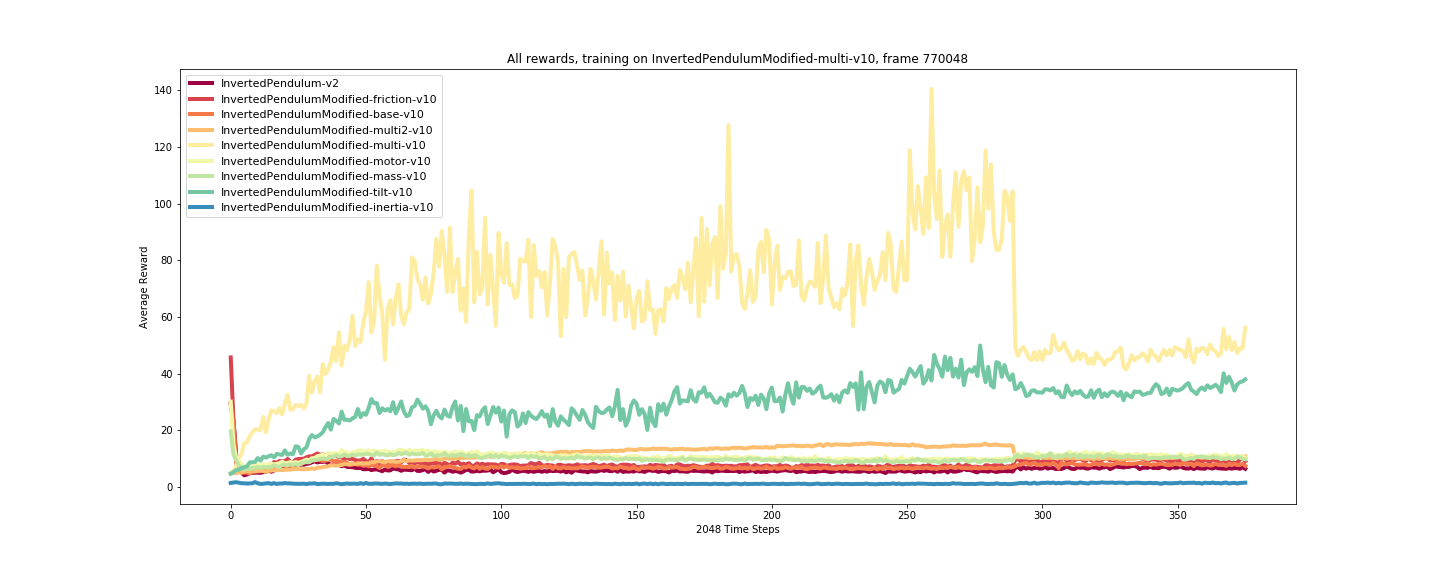 All rewards, training on InvertedPendulumModified-multi-v10, frame 770048
InvertedPendulum-v2
InvertedPendulumModified-friction-v10
InvertedPendulumModified-base-v10
InvertedPendulumModified-multi2-v10
InvertedPendulumModified-multi-v10
InvertedPendulumModified-motor-v10
InvertedPendulumModified-mass-v10
InvertedPendulumModified-tilt-v10
InvertedPendulumModified-inertia-v10
Average Reward
140
120
100
80
60
40
20
0
0 50 100 150 200 250 300 350
2048 Time Steps